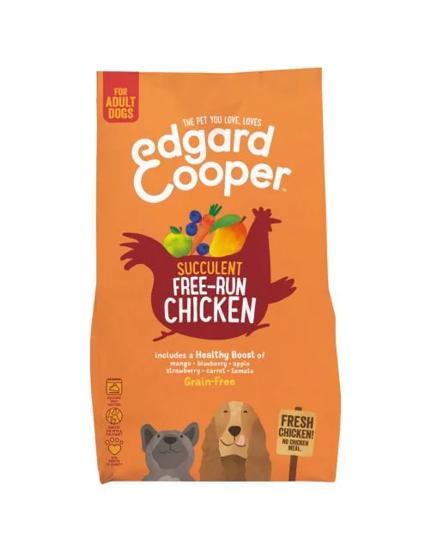 FOR
ADULT
DOGS
THE PET YOU LOVE, LOVES
edgard
Cooper™
SUCCULENT
FREE-RUN
CHICKEN
includes a Healthy Boost of
mango • blueberry • apple
strawberry • carrot • tomato
Grain-Free
FRESH
CHICKEN!
NO CHICKEN
MEAL.